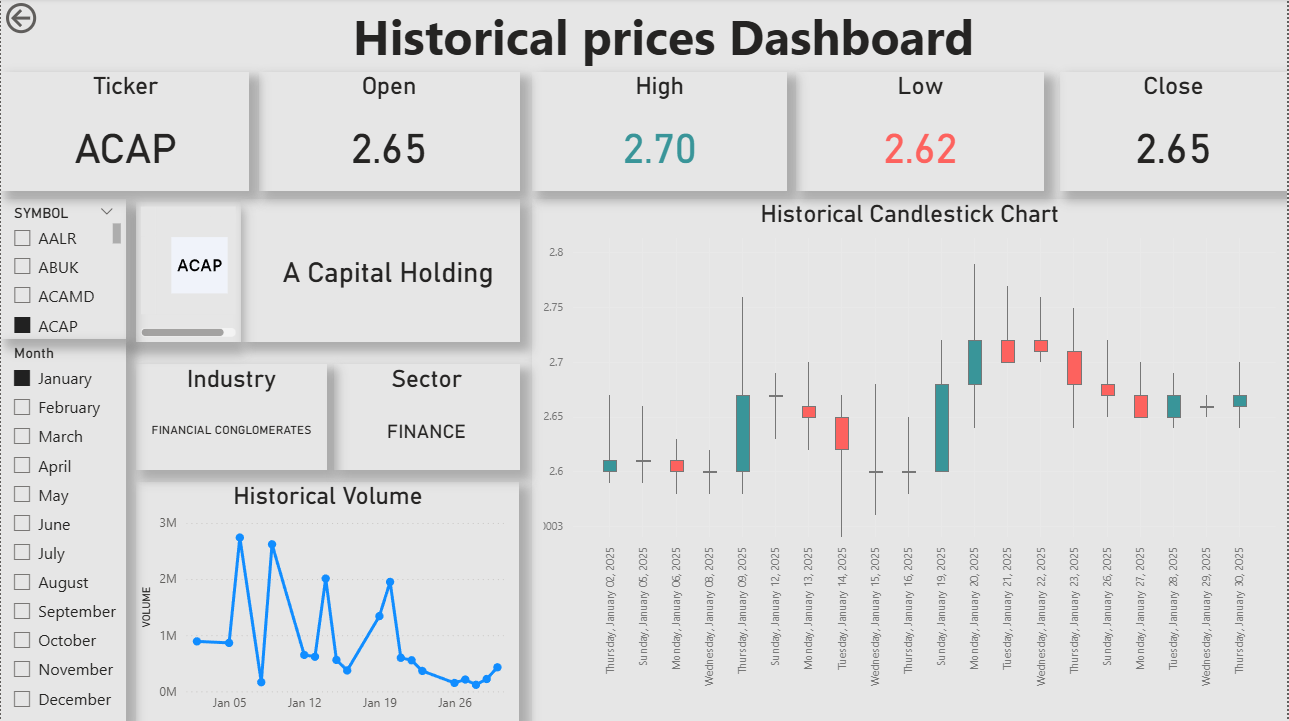 Historical prices Dashboard
Ticker
ACAP
Open
2.65
High
2.70
Low
2.62
Close
2.65
SYMBOL
AALR
ABUK
ACAMD
ACAP
Month
January
February
March
April
May
June
July
August
September
October
November
December
ACAP
A Capital Holding
Industry
FINANCIAL CONGLOMERATES
Sector
FINANCE
Historical Volume
VOLUME
3M
2M
1M
0M
Jan 05
Jan 12
Jan 19
Jan 26
Historical Candlestick Chart
2.8
2.75
2.7
2.65
2.6
0003
Thursday, January 02, 2025
Sunday, January 05, 2025
Monday, January 06, 2025
Wednesday, January 08, 2025
Thursday, January 09, 2025
Sunday, January 12, 2025
Monday, January 13, 2025
Tuesday, January 14, 2025
Wednesday, January 15, 2025
Thursday, January 16, 2025
Sunday, January 19, 2025
Monday, January 20, 2025
Tuesday, January 21, 2025
Wednesday, January 22, 2025
Thursday, January 23, 2025
Sunday, January 26, 2025
Monday, January 27, 2025
Tuesday, January 28, 2025
Wednesday, January 29, 2025
Thursday, January 30, 2025